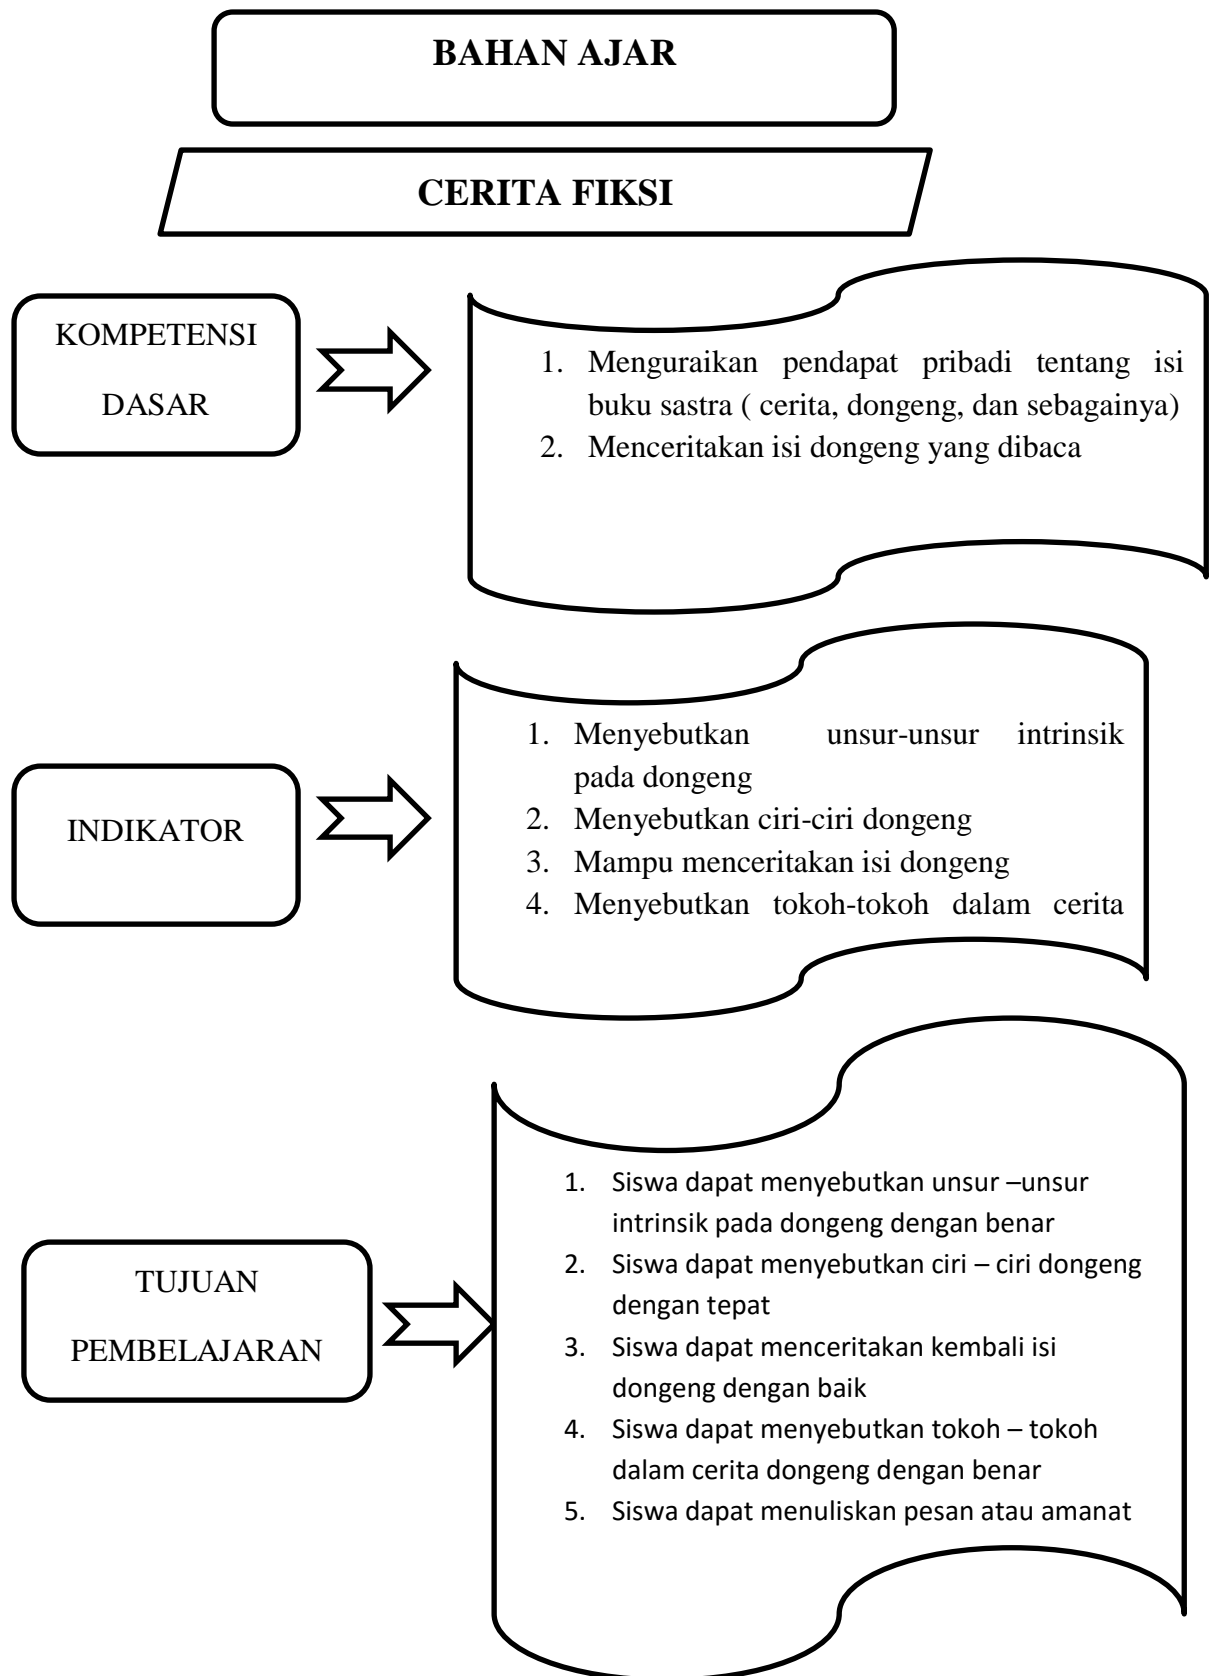 BAHAN AJAR
CERITA FIKSI
KOMPETENSI
DASAR
1. Menguraikan pendapat pribadi tentang isi
buku sastra ( cerita, dongeng, dan sebagainya)
2. Menceritakan isi dongeng yang dibaca
INDIKATOR
1. Menyebutkan unsur-unsur intrinsik
pada dongeng
2. Menyebutkan ciri-ciri dongeng
3. Mampu menceritakan isi dongeng
4. Menyebutkan tokoh-tokoh dalam cerita
TUJUAN
PEMBELAJARAN
1. Siswa dapat menyebutkan unsur –unsur
intrinsik pada dongeng dengan benar
2. Siswa dapat menyebutkan ciri – ciri dongeng
dengan tepat
3. Siswa dapat menceritakan kembali isi
dongeng dengan baik
4. Siswa dapat menyebutkan tokoh – tokoh
dalam cerita dongeng dengan benar
5. Siswa dapat menuliskan pesan atau amanat